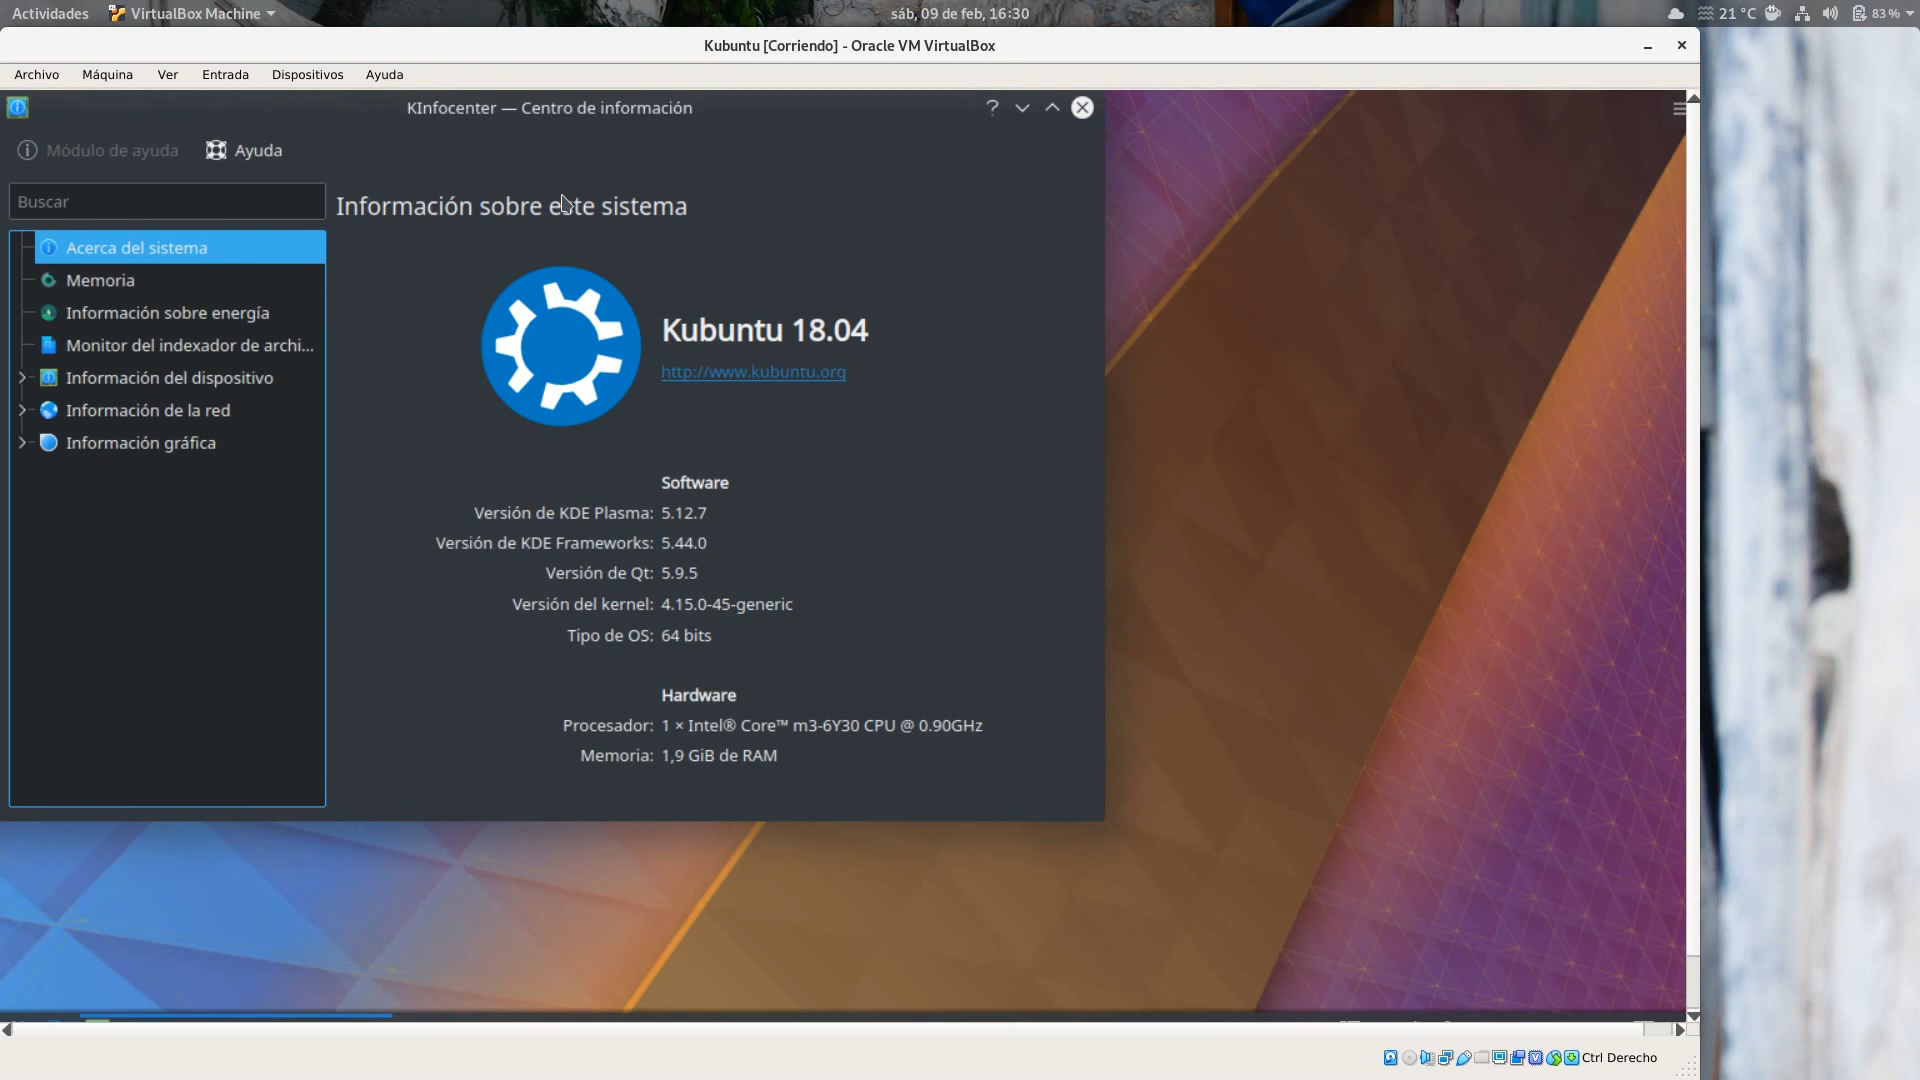 Actividades
VirtualBox Machine
sáb, 09 de feb, 16:30
21 °C
83 %
Kubuntu [Corriendo] - Oracle VM VirtualBox
Archivo Máquina Ver Entrada Dispositivos Ayuda
KInfocenter — Centro de información
Módulo de ayuda
Ayuda
Buscar
Información sobre este sistema
Acerca del sistema
Memoria
Información sobre energía
Monitor del indexador de archi...
Información del dispositivo
Información de la red
Información gráfica
Kubuntu 18.04
http://www.kubuntu.org
Software
Versión de KDE Plasma: 5.12.7
Versión de KDE Frameworks: 5.44.0
Versión de Qt: 5.9.5
Versión del kernel: 4.15.0-45-generic
Tipo de OS: 64 bits
Hardware
Procesador: 1 × Intel® Core™ m3-6Y30 CPU @ 0.90GHz
Memoria: 1,9 GiB de RAM
Ctrl Derecho